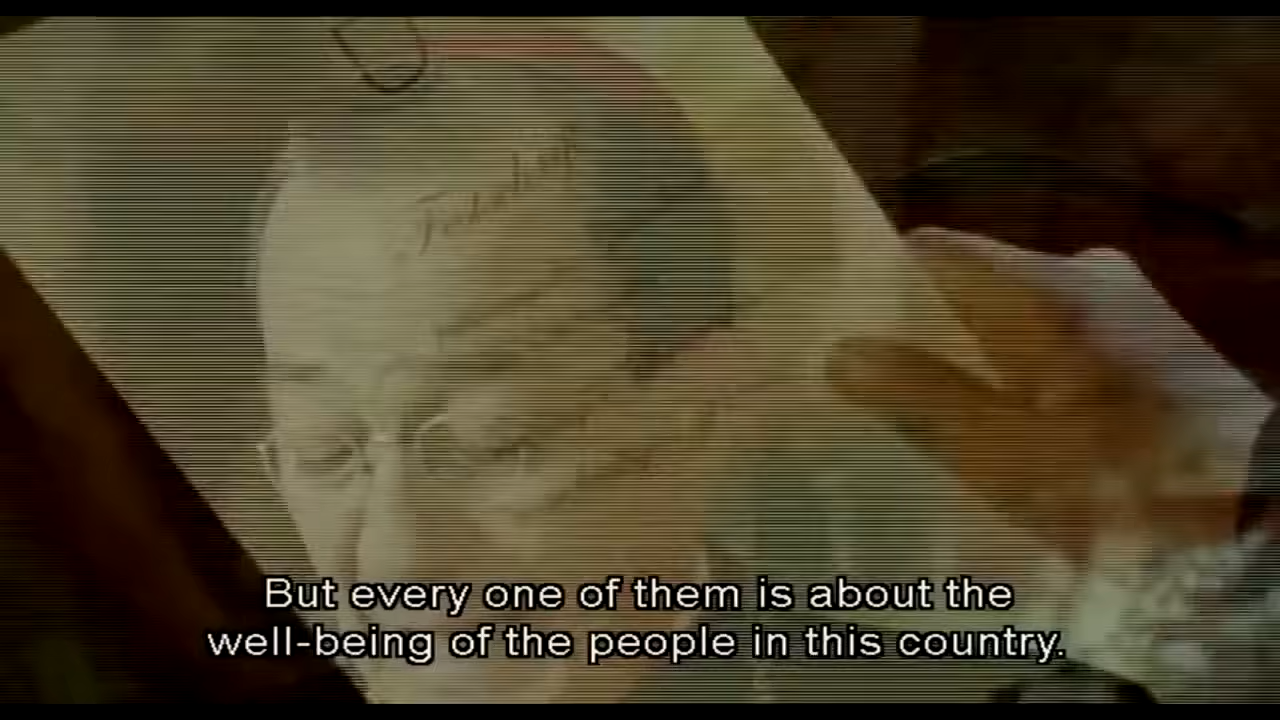 But every one of them is about the
well-being of the people in this country.